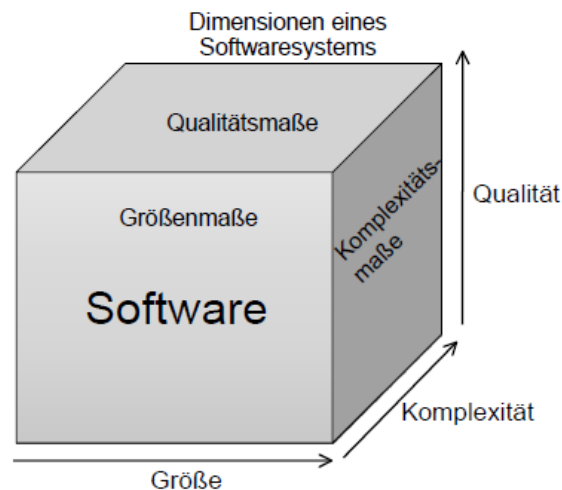 Dimensionen eines
Softwaresystems
Qualitätsmaße
Größenmaße
Komplexitäts-
maße
Software
Qualität
Komplexität
Größe